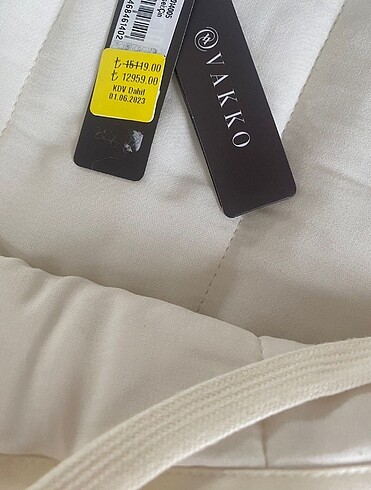 ₺ 15119.00
₺ 12959.00
KDV Dahil
01.06.2023
VAKKO